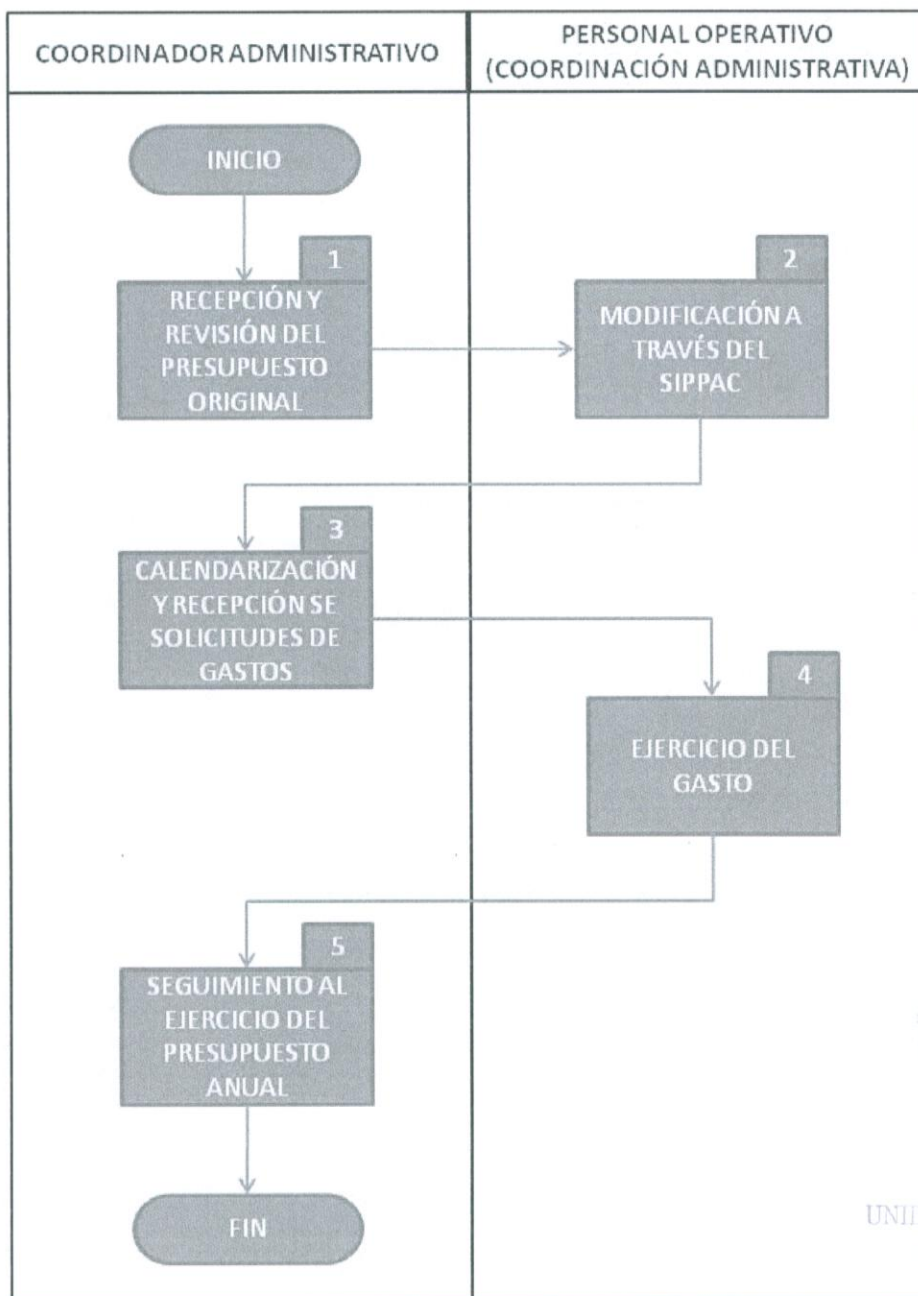 COORDINADOR ADMINISTRATIVO
PERSONAL OPERATIVO
(COORDINACIÓN ADMINISTRATIVA)
INICIO
1
RECEPCIÓN Y
REVISIÓN DEL
PRESUPUESTO
ORIGINAL
2
MODIFICACIÓN A
TRAVÉS DEL
SIPPAC
3
CALENDARIZACIÓN
Y RECEPCIÓN SE
SOLICITUDES DE
GASTOS
4
EJERCICIO DEL
GASTO
5
SEGUIMIENTO AL
EJERCICIO DEL
PRESUPUESTO
ANUAL
FIN